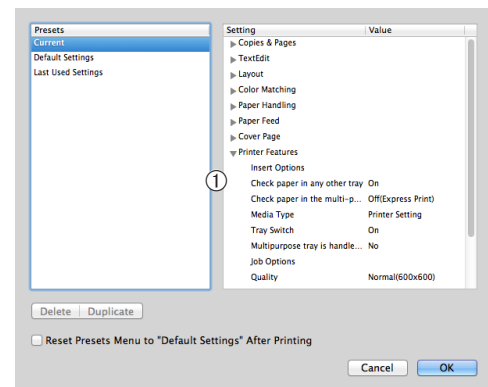 Presets
Current
Default Settings
Last Used Settings
Setting Value
Copies & Pages
TextEdit
Layout
Color Matching
Paper Handling
Paper Feed
Cover Page
Printer Features
Insert Options
Check paper in any other tray On
Check paper in the multi-p... Off(Express Print)
Media Type Printer Setting
Tray Switch On
Multipurpose tray is handle... No
Job Options
Quality Normal(600x600)
①
Delete Duplicate
Reset Presets Menu to "Default Settings" After Printing
Cancel OK